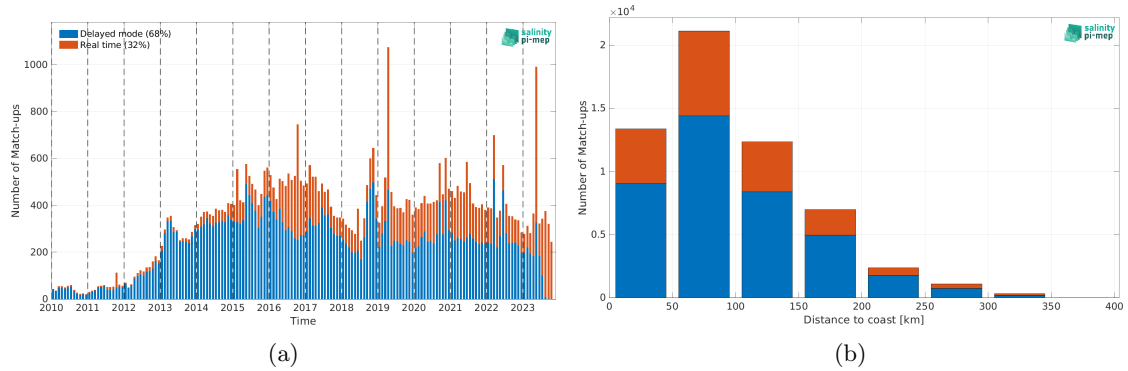 Delayed mode (68%)
Real time (32%)
salinity
pi-mep
Number of Match-ups
1000
800
600
400
200
0
2010 2011 2012 2013 2014 2015 2016 2017 2018 2019 2020 2021 2022 2023
Time
(a)
×10⁴
salinity
pi-mep
Number of Match-ups
2
1.5
1
0.5
0
0 50 100 150 200 250 300 350 400
Distance to coast [km]
(b)